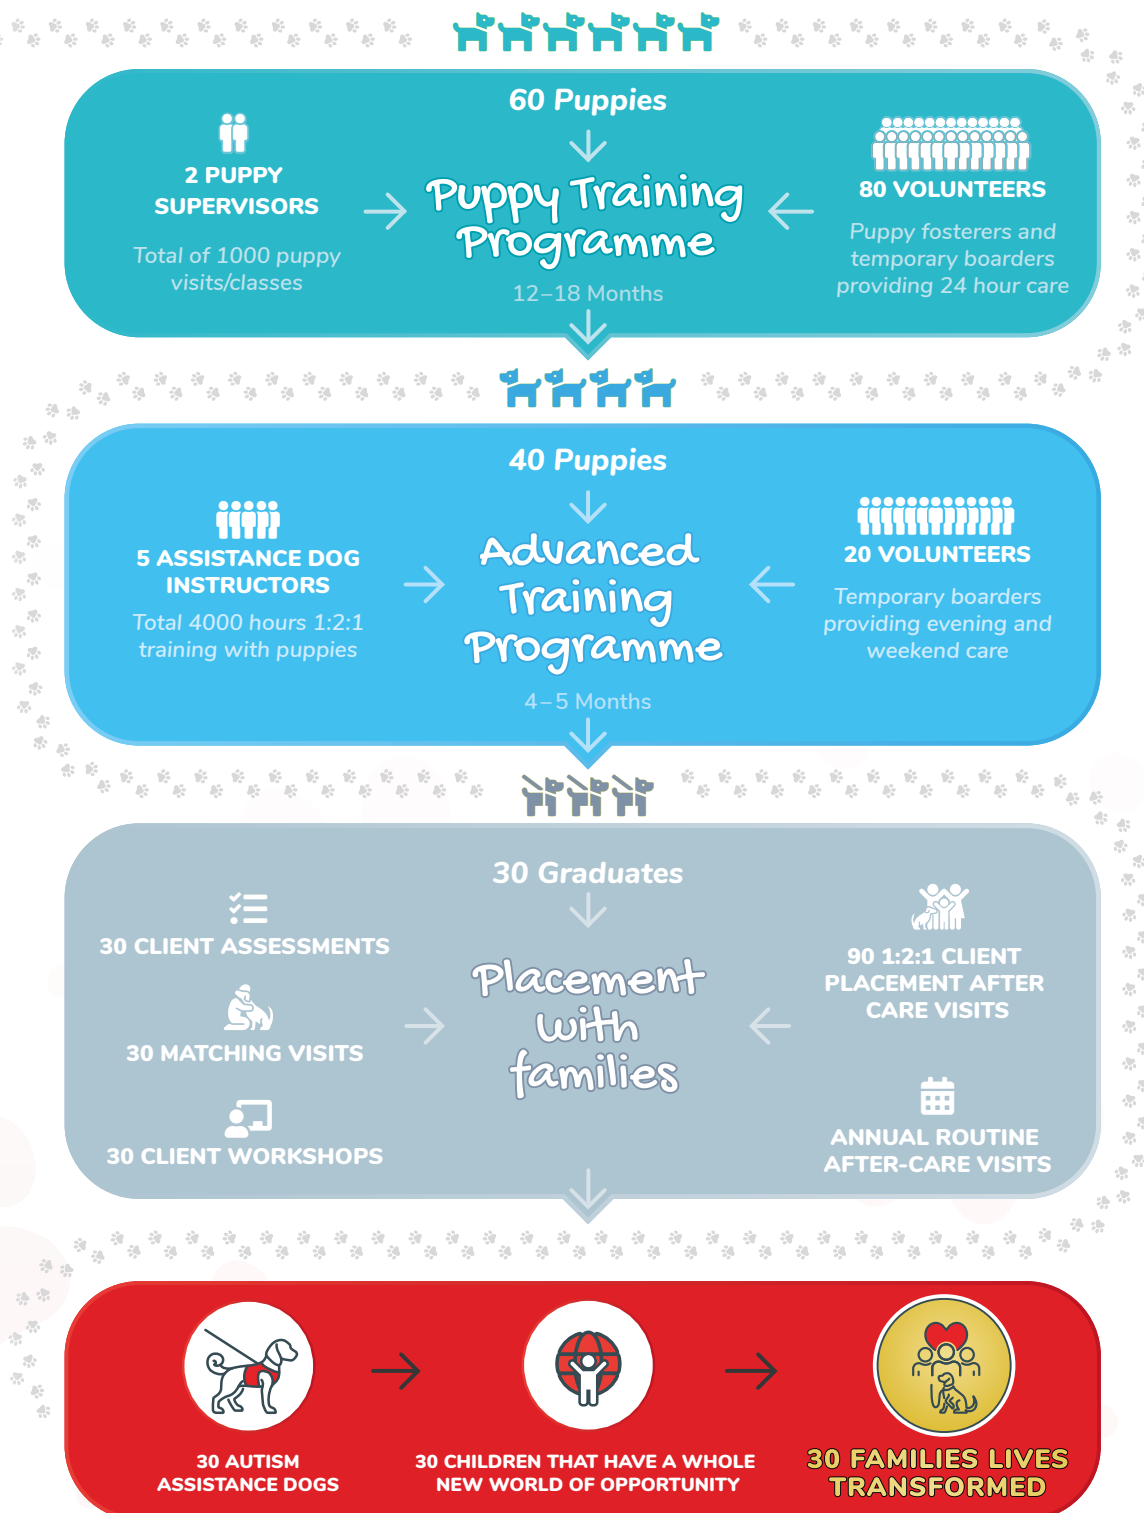 60 Puppies
2 PUPPY
SUPERVISORS
Total of 1000 puppy
visits/classes
Puppy Training
Programme
12–18 Months
80 VOLUNTEERS
Puppy fosterers and
temporary boarders
providing 24 hour care
40 Puppies
5 ASSISTANCE DOG
INSTRUCTORS
Total 4000 hours 1:2:1
training with puppies
Advanced
Training
Programme
4–5 Months
20 VOLUNTEERS
Temporary boarders
providing evening and
weekend care
30 Graduates
30 CLIENT ASSESSMENTS
30 MATCHING VISITS
30 CLIENT WORKSHOPS
Placement
with
families
90 1:2:1 CLIENT
PLACEMENT AFTER
CARE VISITS
ANNUAL ROUTINE
AFTER-CARE VISITS
30 AUTISM
ASSISTANCE DOGS
30 CHILDREN THAT HAVE A WHOLE
NEW WORLD OF OPPORTUNITY
30 FAMILIES LIVES
TRANSFORMED